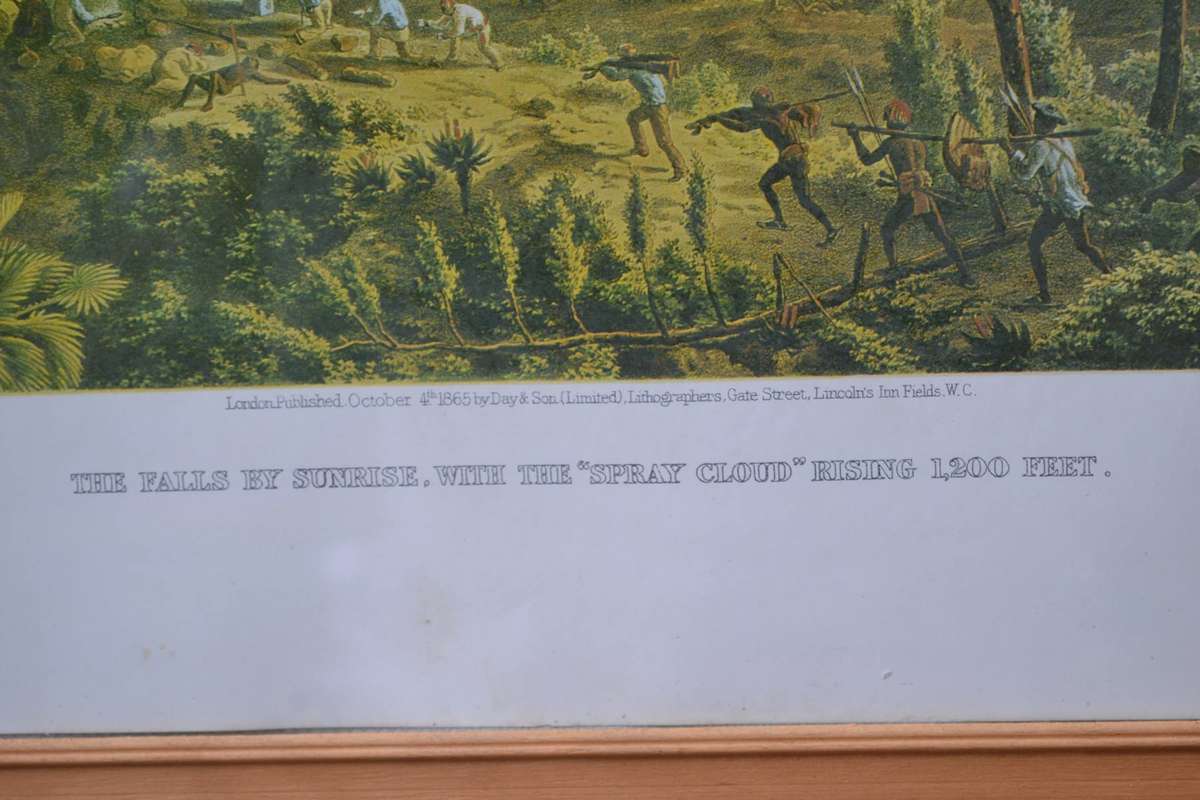 London. Published. October 4th 1865 by Day & Son. (Limited), Lithographers, Gate Street, Lincoln's Inn Fields. W. C.
THE FALLS BY SUNRISE, WITH THE "SPRAY CLOUD" RISING 1,200 FEET.